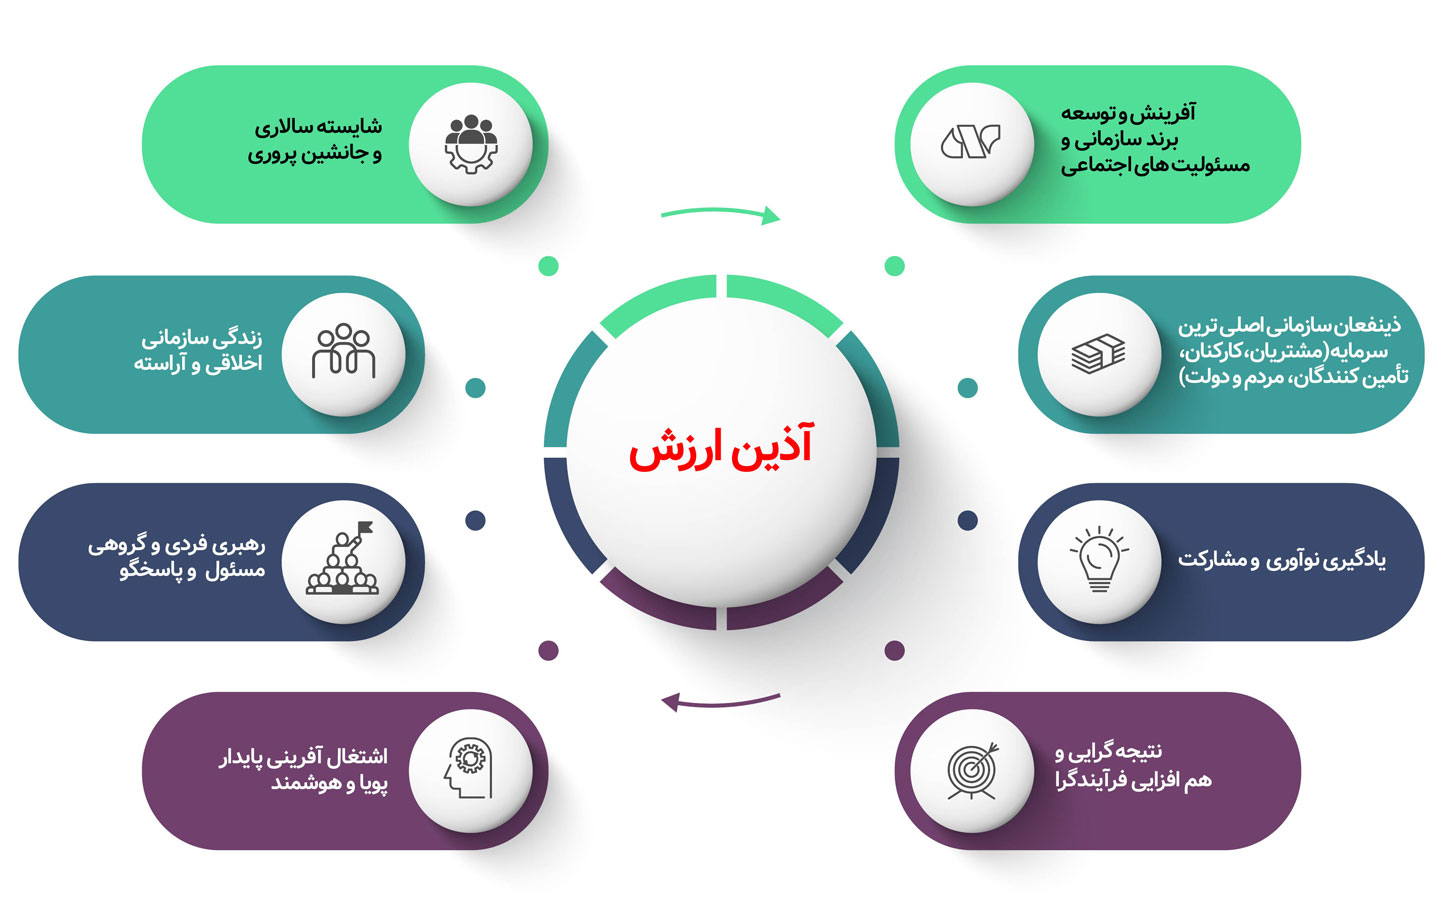 آفرینش و توسعه
برند سازمانی و
مسئولیت های اجتماعی
شایسته سالاری
و جانشین پروری
ذینفعان سازمانی اصلی ترین
سرمایه(مشتریان، کارکنان،
تأمین کنندگان، مردم و دولت)
زندگی سازمانی
اخلاقی و آراسته
آذین ارزش
یادگیری نوآوری و مشارکت
رهبری فردی و گروهی
مسئول و پاسخگو
نتیجه گرایی و
هم افزایی فرآیندگرا
اشتغال آفرینی پایدار
پویا و هوشمند